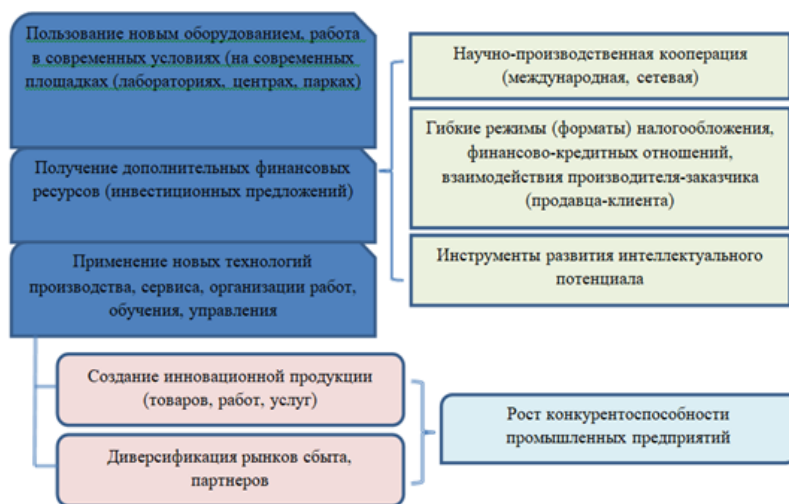 Пользование новым оборудованием, работа
в современных условиях (на современных
площадках (лабораториях, центрах, парках)
Получение дополнительных финансовых
ресурсов (инвестиционных предложений)
Применение новых технологий
производства, сервиса, организации работ,
обучения, управления
Научно-производственная кооперация
(международная, сетевая)
Гибкие режимы (форматы) налогообложения,
финансово-кредитных отношений,
взаимодействия производителя-заказчика
(продавца-клиента)
Инструменты развития интеллектуального
потенциала
Создание инновационной продукции
(товаров, работ, услуг)
Диверсификация рынков сбыта,
партнеров
Рост конкурентоспособности
промышленных предприятий